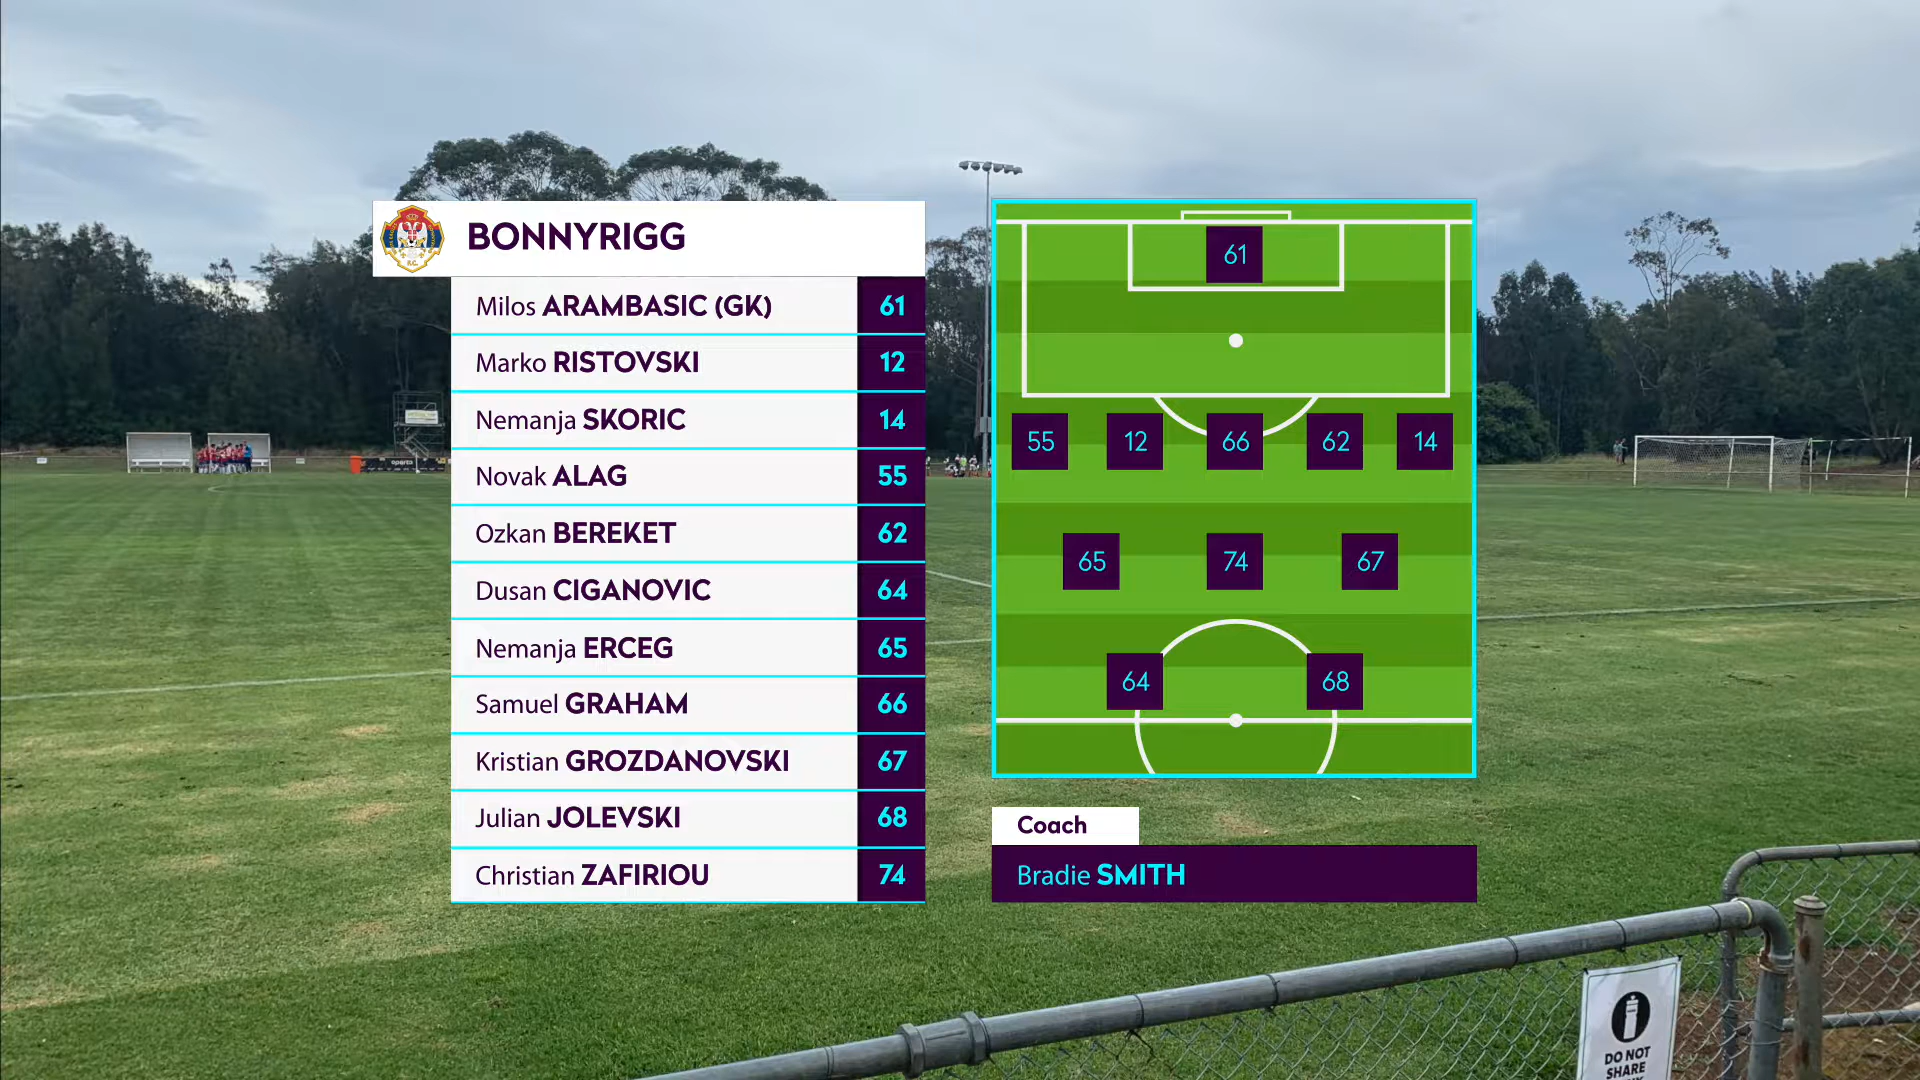 BONNYRIGG
Milos ARAMBASIC (GK) 61
Marko RISTOVSKI 12
Nemanja SKORIC 14
Novak ALAG 55
Ozkan BEREKET 62
Dusan CIGANOVIC 64
Nemanja ERCEG 65
Samuel GRAHAM 66
Kristian GROZDANOVSKI 67
Julian JOLEVSKI 68
Christian ZAFIRIOU 74
61
55 12 66 62 14
65 74 67
64 68
Coach
Bradie SMITH
DO NOT
SHARE